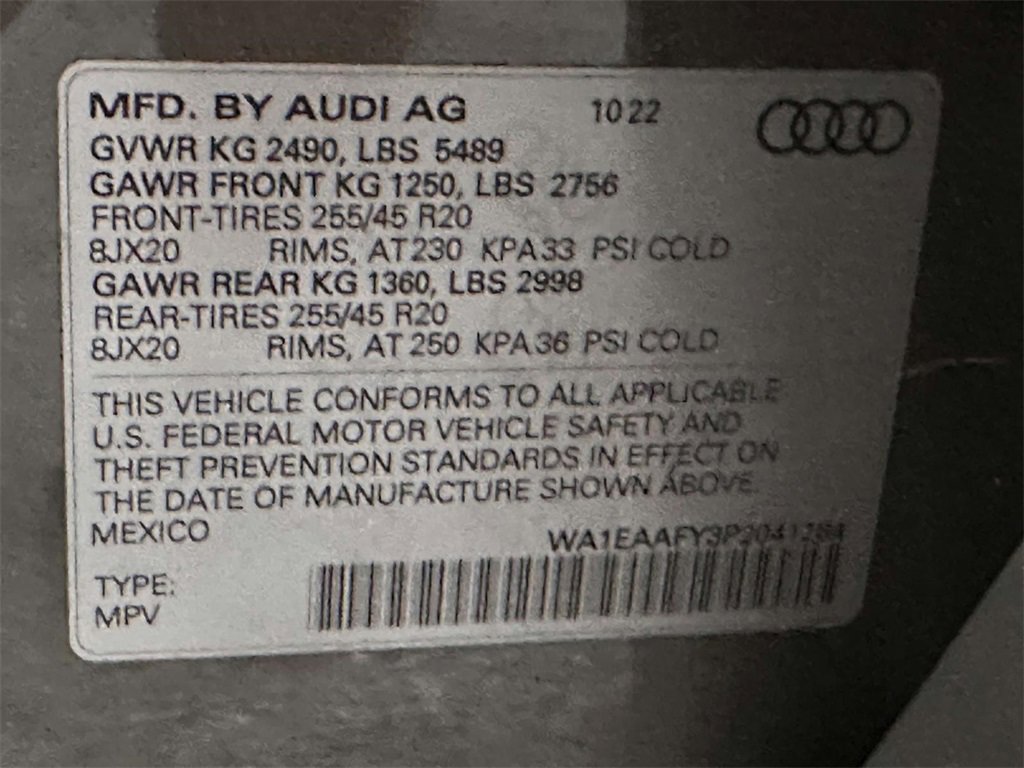 MFD. BY AUDI AG 10 22
GVWR KG 2490, LBS 5489
GAWR FRONT KG 1250, LBS 2756
FRONT-TIRES 255/45 R20
8JX20 RIMS, AT 230 KPA 33 PSI COLD
GAWR REAR KG 1360, LBS 2998
REAR-TIRES 255/45 R20
8JX20 RIMS, AT 250 KPA 36 PSI COLD
THIS VEHICLE CONFORMS TO ALL APPLICABLE
U.S. FEDERAL MOTOR VEHICLE SAFETY AND
THEFT PREVENTION STANDARDS IN EFFECT ON
THE DATE OF MANUFACTURE SHOWN ABOVE.
MEXICO
TYPE:
MPV